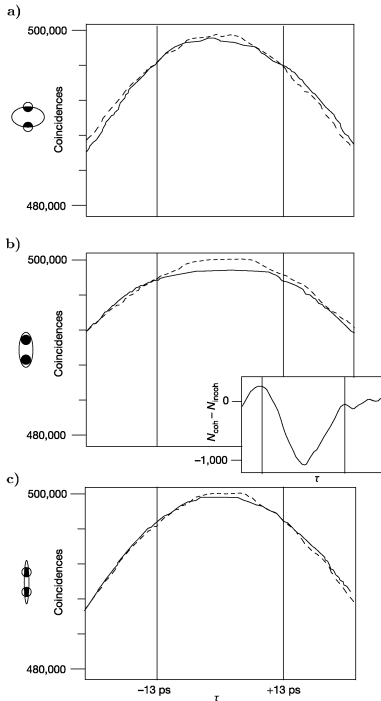 a)
500,000
Coincidences
480,000
b)
500,000
Coincidences
480,000
N_coh – N_incoh
0
–1,000
τ
c)
500,000
Coincidences
480,000
–13 ps
+13 ps
τ